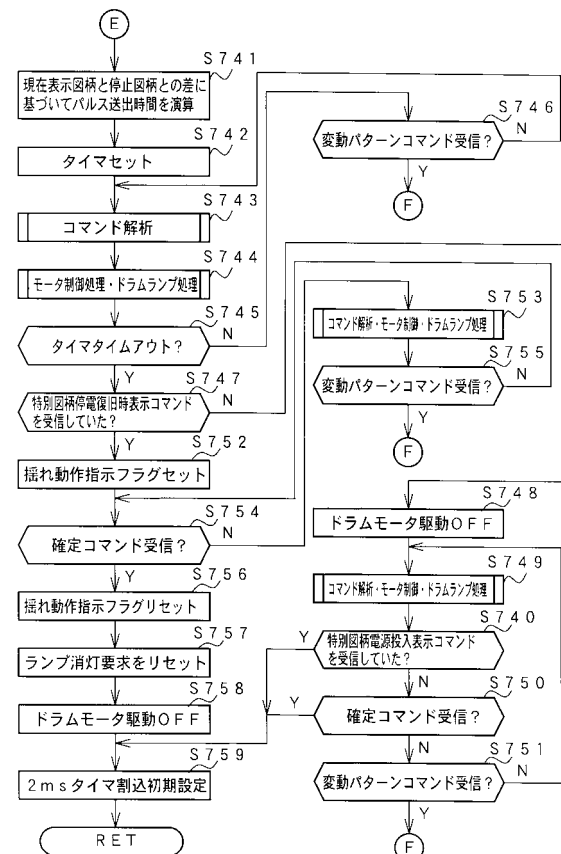 E
S741
現在表示図柄と停止図柄との差に
基づいてパルス送出時間を演算
S742
タイマセット
S743
コマンド解析
S744
モータ制御処理・ドラムランプ処理
S745
タイマタイムアウト?
N
Y
S747
特別図柄停電復旧時表示コマンド
を受信していた?
N
Y
S752
揺れ動作指示フラグセット
S754
確定コマンド受信?
N
Y
S756
揺れ動作指示フラグリセット
S757
ランプ消灯要求をリセット
S758
ドラムモータ駆動OFF
S759
2msタイマ割込初期設定
RET
S746
変動パターンコマンド受信?
N
Y
F
S753
コマンド解析・モータ制御・ドラムランプ処理
S755
変動パターンコマンド受信?
N
Y
F
S748
ドラムモータ駆動OFF
S749
コマンド解析・モータ制御・ドラムランプ処理
S740
特別図柄電源投入表示コマンド
を受信していた?
Y
N
S750
確定コマンド受信?
Y
N
S751
変動パターンコマンド受信?
N
Y
F